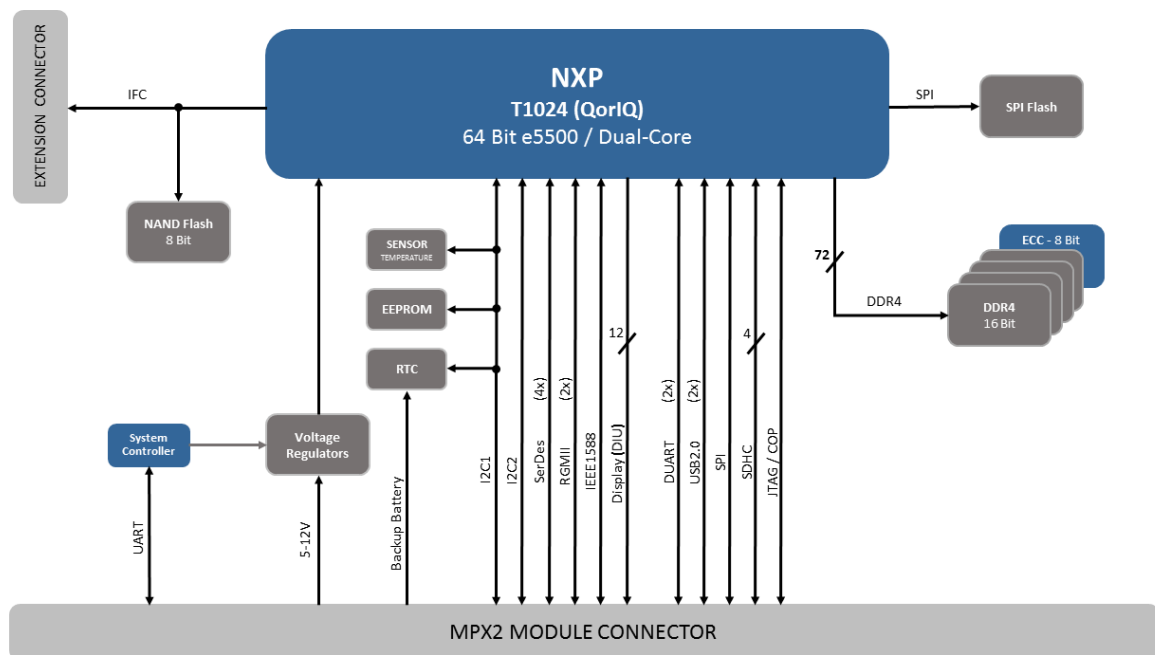 EXTENSION CONNECTOR
NXP
T1024 (QorIQ)
64 Bit e5500 / Dual-Core
IFC
SPI
SPI Flash
NAND Flash
8 Bit
SENSOR
TEMPERATURE
EEPROM
RTC
ECC - 8 Bit
72
DDR4
DDR4
16 Bit
12
4
System
Controller
Voltage
Regulators
UART
5-12V
Backup Battery
I2C1
I2C2
SerDes (4x)
RGMIII (2x)
IEEE1588
Display (DIU)
DUART (2x)
USB2.0 (2x)
SPI
SDHC
JTAG / COP
MPX2 MODULE CONNECTOR